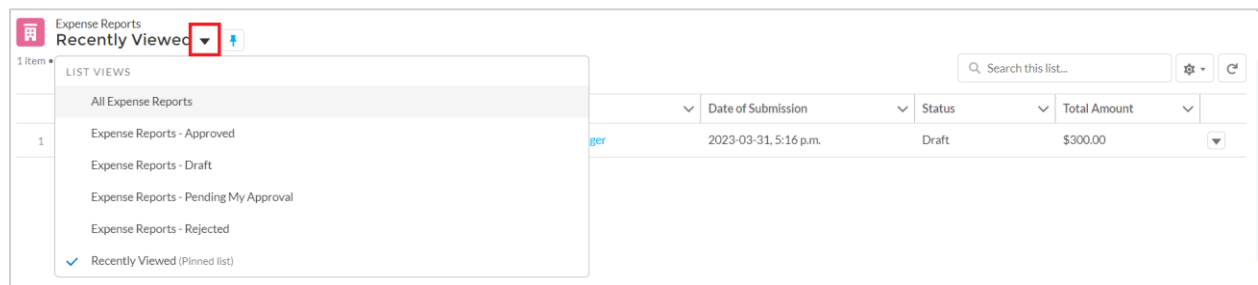 Expense Reports
Recently Viewed
1 item •
LIST VIEWS
All Expense Reports
Expense Reports - Approved
Expense Reports - Draft
Expense Reports - Pending My Approval
Expense Reports - Rejected
Recently Viewed (Pinned list)
Search this list...
Date of Submission Status Total Amount
1 ger 2023-03-31, 5:16 p.m. Draft $300.00